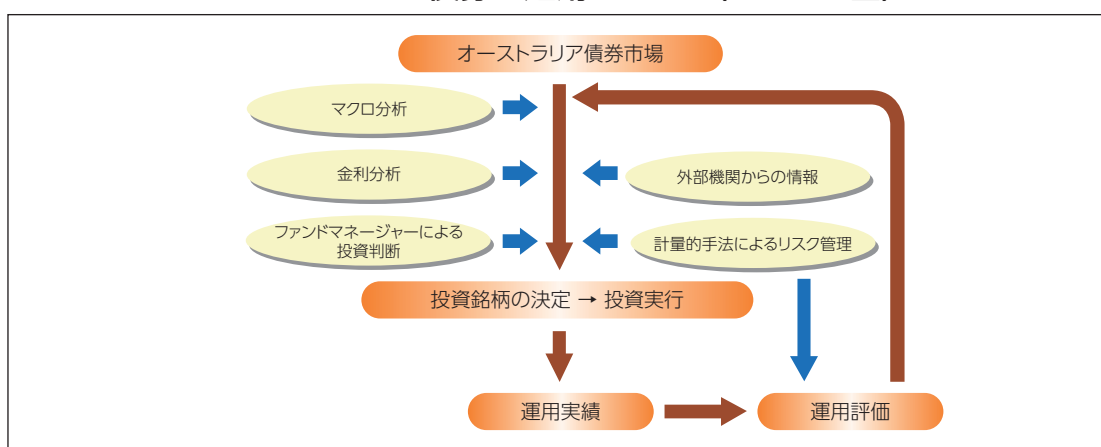 オーストラリア債券市場
マクロ分析
金利分析
外部機関からの情報
ファンドマネージャーによる
投資判断
計量的手法によるリスク管理
投資銘柄の決定 → 投資実行
運用実績
運用評価